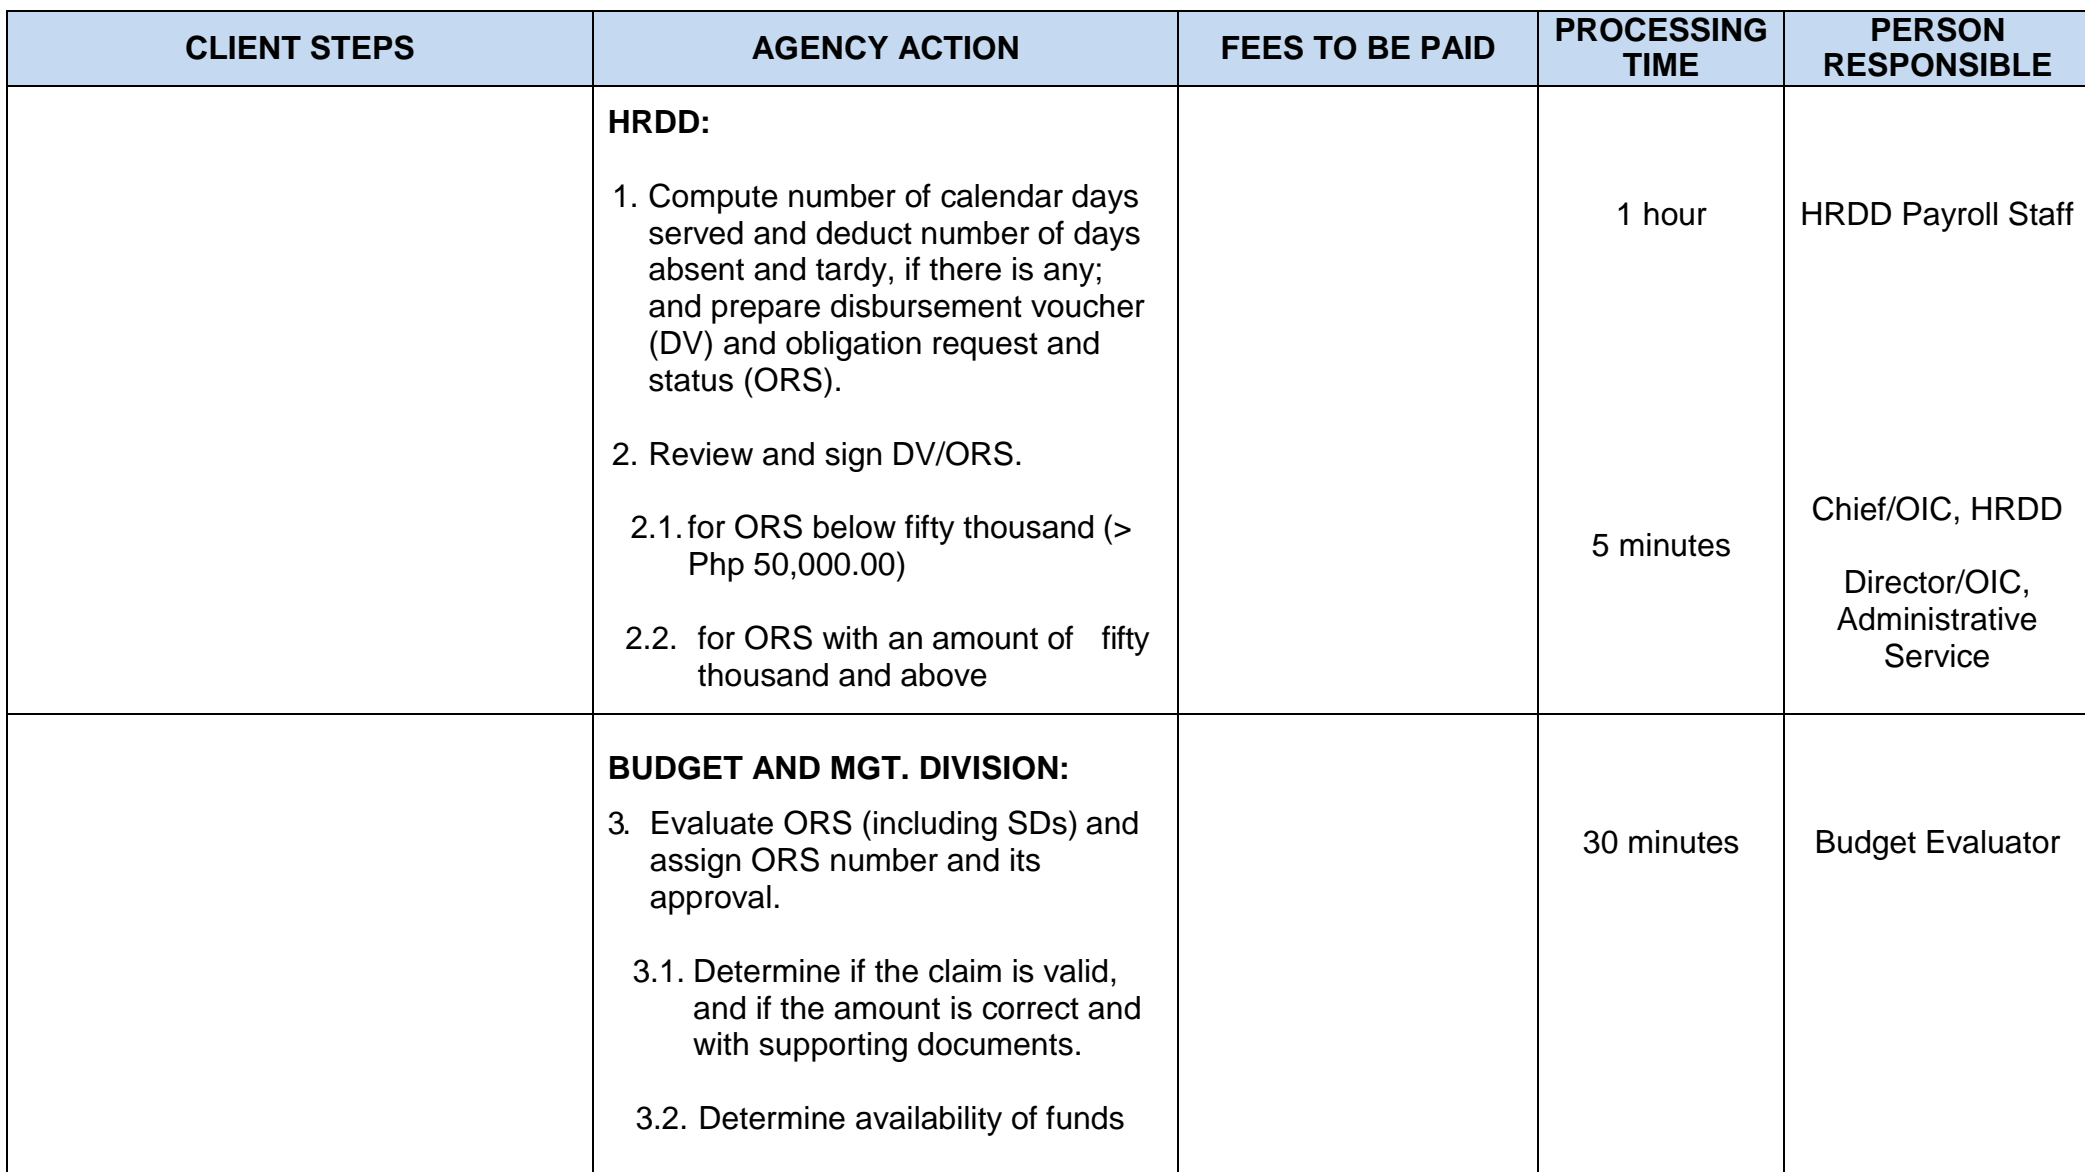 CLIENT STEPS
AGENCY ACTION
FEES TO BE PAID
PROCESSING
TIME
PERSON
RESPONSIBLE
HRDD:
1. Compute number of calendar days
served and deduct number of days
absent and tardy, if there is any;
and prepare disbursement voucher
(DV) and obligation request and
status (ORS).
1 hour
HRDD Payroll Staff
2. Review and sign DV/ORS.
2.1. for ORS below fifty thousand (>
Php 50,000.00)
2.2. for ORS with an amount of fifty
thousand and above
5 minutes
Chief/OIC, HRDD
Director/OIC,
Administrative
Service
BUDGET AND MGT. DIVISION:
3. Evaluate ORS (including SDs) and
assign ORS number and its
approval.
3.1. Determine if the claim is valid,
and if the amount is correct and
with supporting documents.
3.2. Determine availability of funds
30 minutes
Budget Evaluator